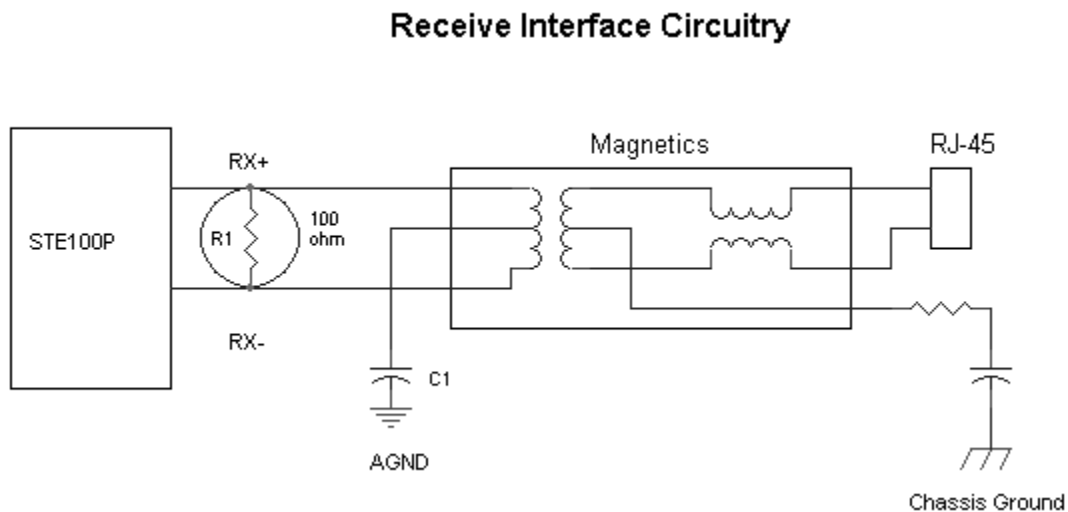 Receive Interface Circuitry
Magnetics
RJ-45
RX+
STE100P
R1
100
ohm
RX-
C1
AGND
Chassis Ground